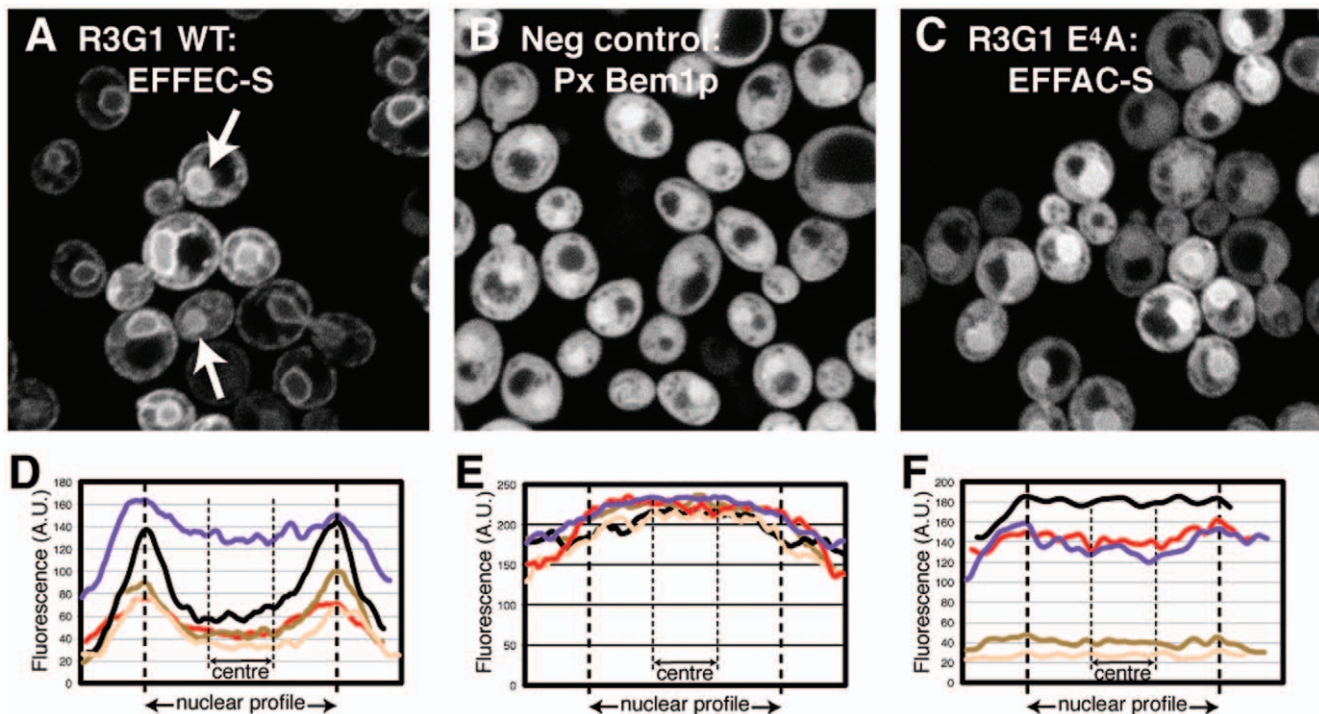 A R3G1 WT:
EFFEC-S
B Neg control:
Px Bem1p
C R3G1 E⁴A:
EFFAC-S
D
Fluorescence (A.U.)
180
160
140
120
100
80
60
40
20
0
centre
nuclear profile
E
Fluorescence (A.U.)
250
200
150
100
50
0
centre
nuclear profile
F
Fluorescence (A.U.)
200
180
160
140
120
100
80
60
40
20
0
centre
nuclear profile